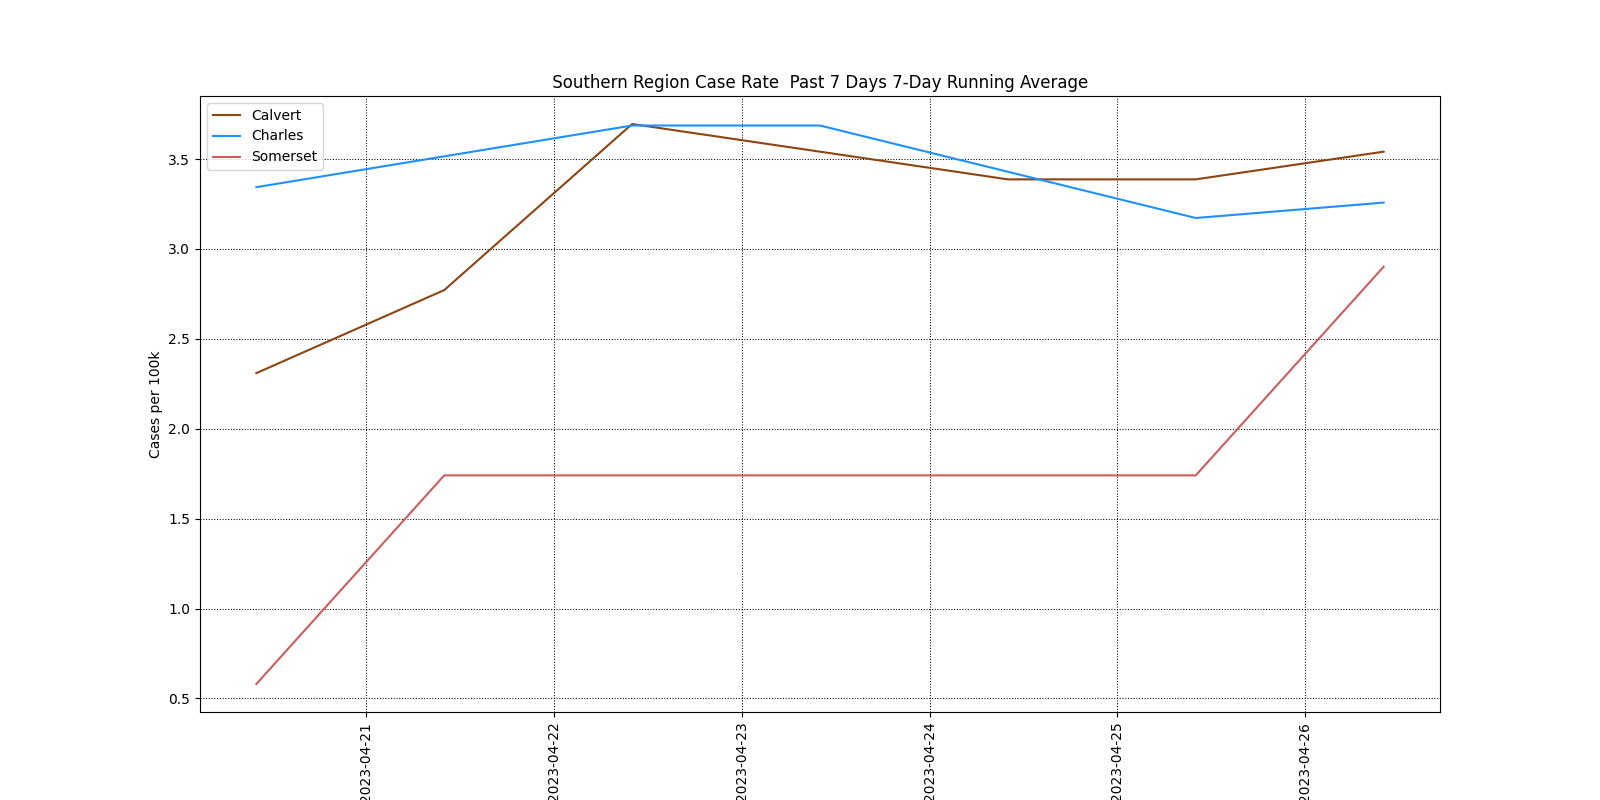 Southern Region Case Rate  Past 7 Days 7-Day Running Average
Calvert
Charles
Somerset
3.5
3.0
2.5
2.0
1.5
1.0
0.5
Cases per 100k
2023-04-21
2023-04-22
2023-04-23
2023-04-24
2023-04-25
2023-04-26